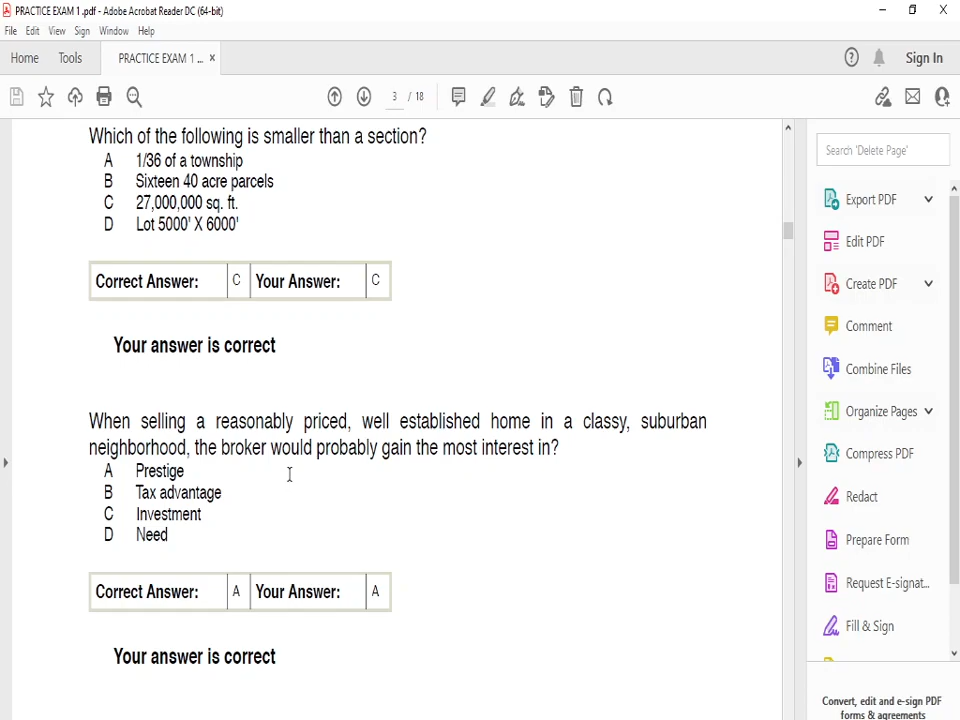 PRACTICE EXAM 1 .pdf - Adobe Acrobat Reader DC (64-bit)
File Edit View Sign Window Help
Home Tools PRACTICE EXAM 1 ... × Sign In
3 / 18
Which of the following is smaller than a section?
A 1/36 of a township
B Sixteen 40 acre parcels
C 27,000,000 sq. ft.
D Lot 5000' X 6000'
Correct Answer: C Your Answer: C
Your answer is correct
When selling a reasonably priced, well established home in a classy, suburban
neighborhood, the broker would probably gain the most interest in?
A Prestige
B Tax advantage
C Investment
D Need
Correct Answer: A Your Answer: A
Your answer is correct
Search 'Delete Page'
Export PDF
Edit PDF
Create PDF
Comment
Combine Files
Organize Pages
Compress PDF
Redact
Prepare Form
Request E-signat...
Fill & Sign
Convert, edit and e-sign PDF
forms & agreements